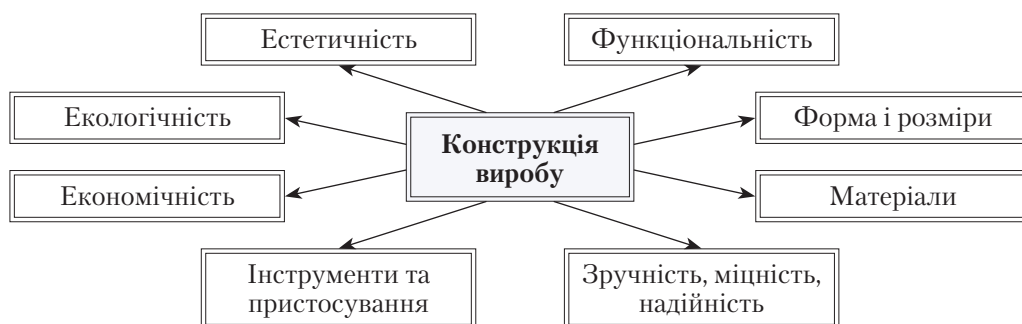 Естетичність
Функціональність
Екологічність
Конструкція
виробу
Форма і розміри
Економічність
Матеріали
Інструменти та
пристосування
Зручність, міцність,
надійність